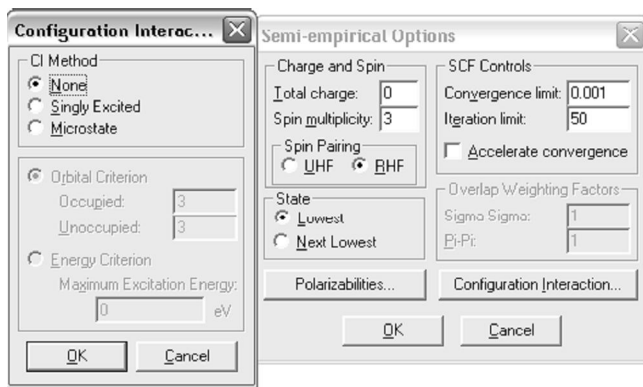 Configuration Interac...
CI Method
None
Singly Excited
Microstate
Orbital Criterion
Occupied: 3
Unoccupied: 3
Energy Criterion
Maximum Excitation Energy:
0 eV
OK Cancel
Semi-empirical Options
Charge and Spin
Total charge: 0
Spin multiplicity: 3
Spin Pairing
UHF RHF
State
Lowest
Next Lowest
Polarizabilities...
SCF Controls
Convergence limit: 0.001
Iteration limit: 50
Accelerate convergence
Overlap Weighting Factors
Sigma-Sigma: 1
Pi-Pi: 1
Configuration Interaction...
OK Cancel